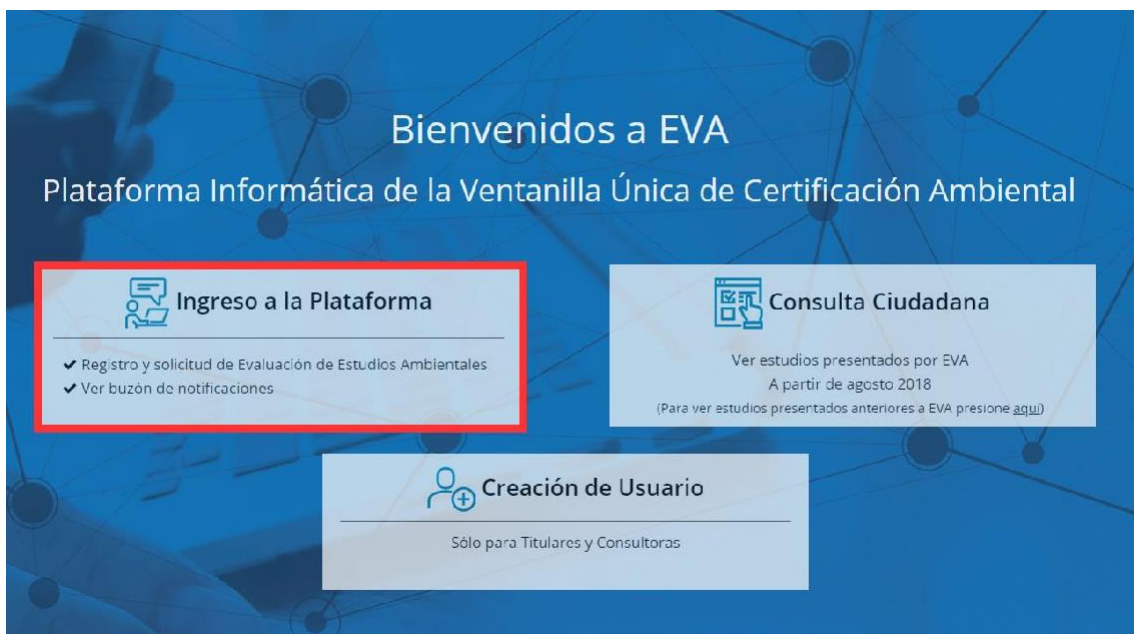 Bienvenidos a EVA
Plataforma Informática de la Ventanilla Única de Certificación Ambiental
Ingreso a la Plataforma
✔ Registro y solicitud de Evaluación de Estudios Ambientales
✔ Ver buzón de notificaciones
Consulta Ciudadana
Ver estudios presentados por EVA
A partir de agosto 2018
(Para ver estudios presentados anteriores a EVA presione aquí)
Creación de Usuario
Sólo para Titulares y Consultoras